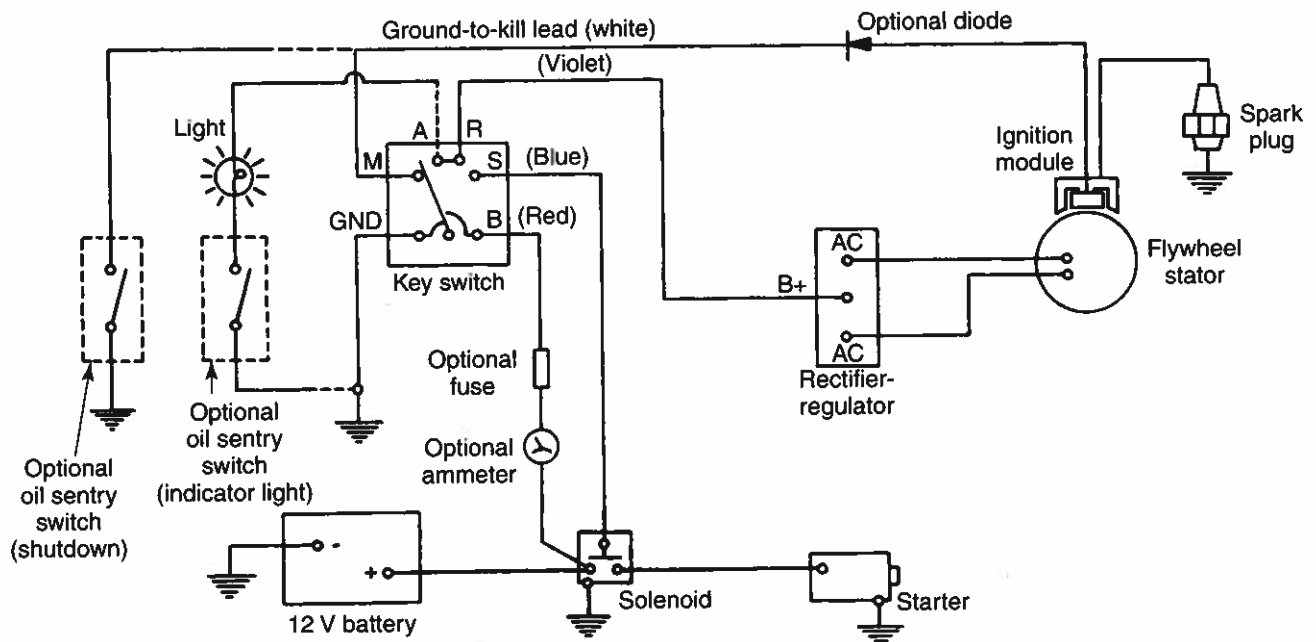 Ground-to-kill lead (white)
Optional diode
(Violet)
Light
A
R
M
S
(Blue)
GND
B
(Red)
Key switch
Ignition
module
Spark
plug
Flywheel
stator
AC
B+
AC
Rectifier-
regulator
Optional
fuse
Optional
ammeter
Optional
oil sentry
switch
(indicator light)
Optional
oil sentry
switch
(shutdown)
-
+
12 V battery
Solenoid
Starter